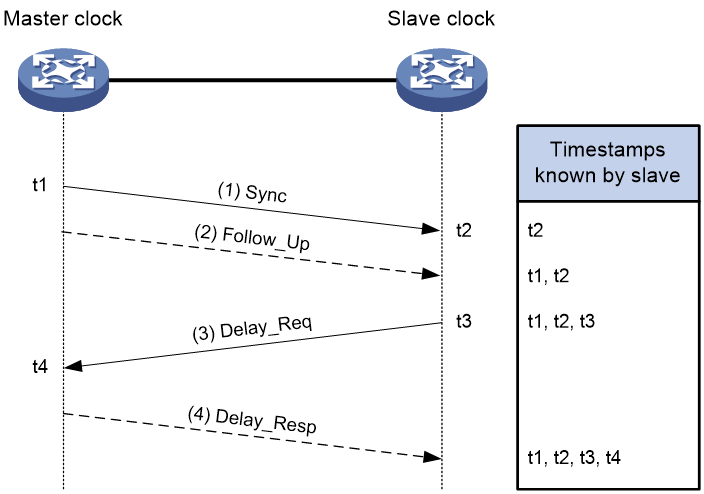 Master clock
Slave clock
Timestamps
known by slave
t1
(1) Sync
t2
t2
(2) Follow_Up
t1, t2
(3) Delay_Req
t3
t1, t2, t3
t4
(4) Delay_Resp
t1, t2, t3, t4